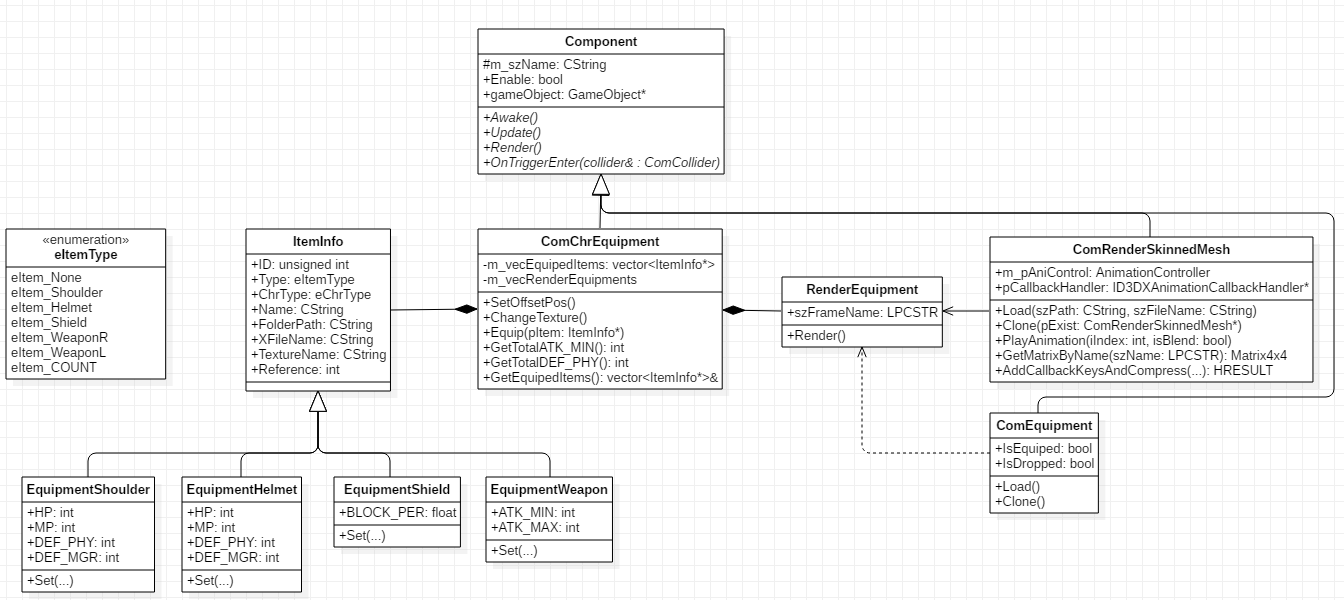 Component
#m_szName: CString
+Enable: bool
+gameObject: GameObject*
+Awake()
+Update()
+Render()
+OnTriggerEnter(collider& : ComCollider)
«enumeration»
eItemType
eItem_None
eItem_Shoulder
eItem_Helmet
eItem_Shield
eItem_WeaponR
eItem_WeaponL
eItem_COUNT
ItemInfo
+ID: unsigned int
+Type: eItemType
+ChrType: eChrType
+Name: CString
+FolderPath: CString
+XFileName: CString
+TextureName: CString
+Reference: int
ComChrEquipment
-m_vecEquipedItems: vector<ItemInfo*>
-m_vecRenderEquipments
+SetOffsetPos()
+ChangeTexture()
+Equip(pItem: ItemInfo*)
+GetTotalATK_MIN(): int
+GetTotalDEF_PHY(): int
+GetEquipedItems(): vector<ItemInfo*>&
RenderEquipment
+szFrameName: LPCSTR
+Render()
ComRenderSkinnedMesh
+m_pAniControl: AnimationController
+pCallbackHandler: ID3DXAnimationCallbackHandler*
+Load(szPath: CString, szFileName: CString)
+Clone(pExist: ComRenderSkinnedMesh*)
+PlayAnimation(iIndex: int, isBlend: bool)
+GetMatrixByName(szName: LPCSTR): Matrix4x4
+AddCallbackKeysAndCompress(...): HRESULT
ComEquipment
+IsEquiped: bool
+IsDropped: bool
+Load()
+Clone()
EquipmentShoulder
+HP: int
+MP: int
+DEF_PHY: int
+DEF_MGR: int
+Set(...)
EquipmentHelmet
+HP: int
+MP: int
+DEF_PHY: int
+DEF_MGR: int
+Set(...)
EquipmentShield
+BLOCK_PER: float
+Set(...)
EquipmentWeapon
+ATK_MIN: int
+ATK_MAX: int
+Set(...)